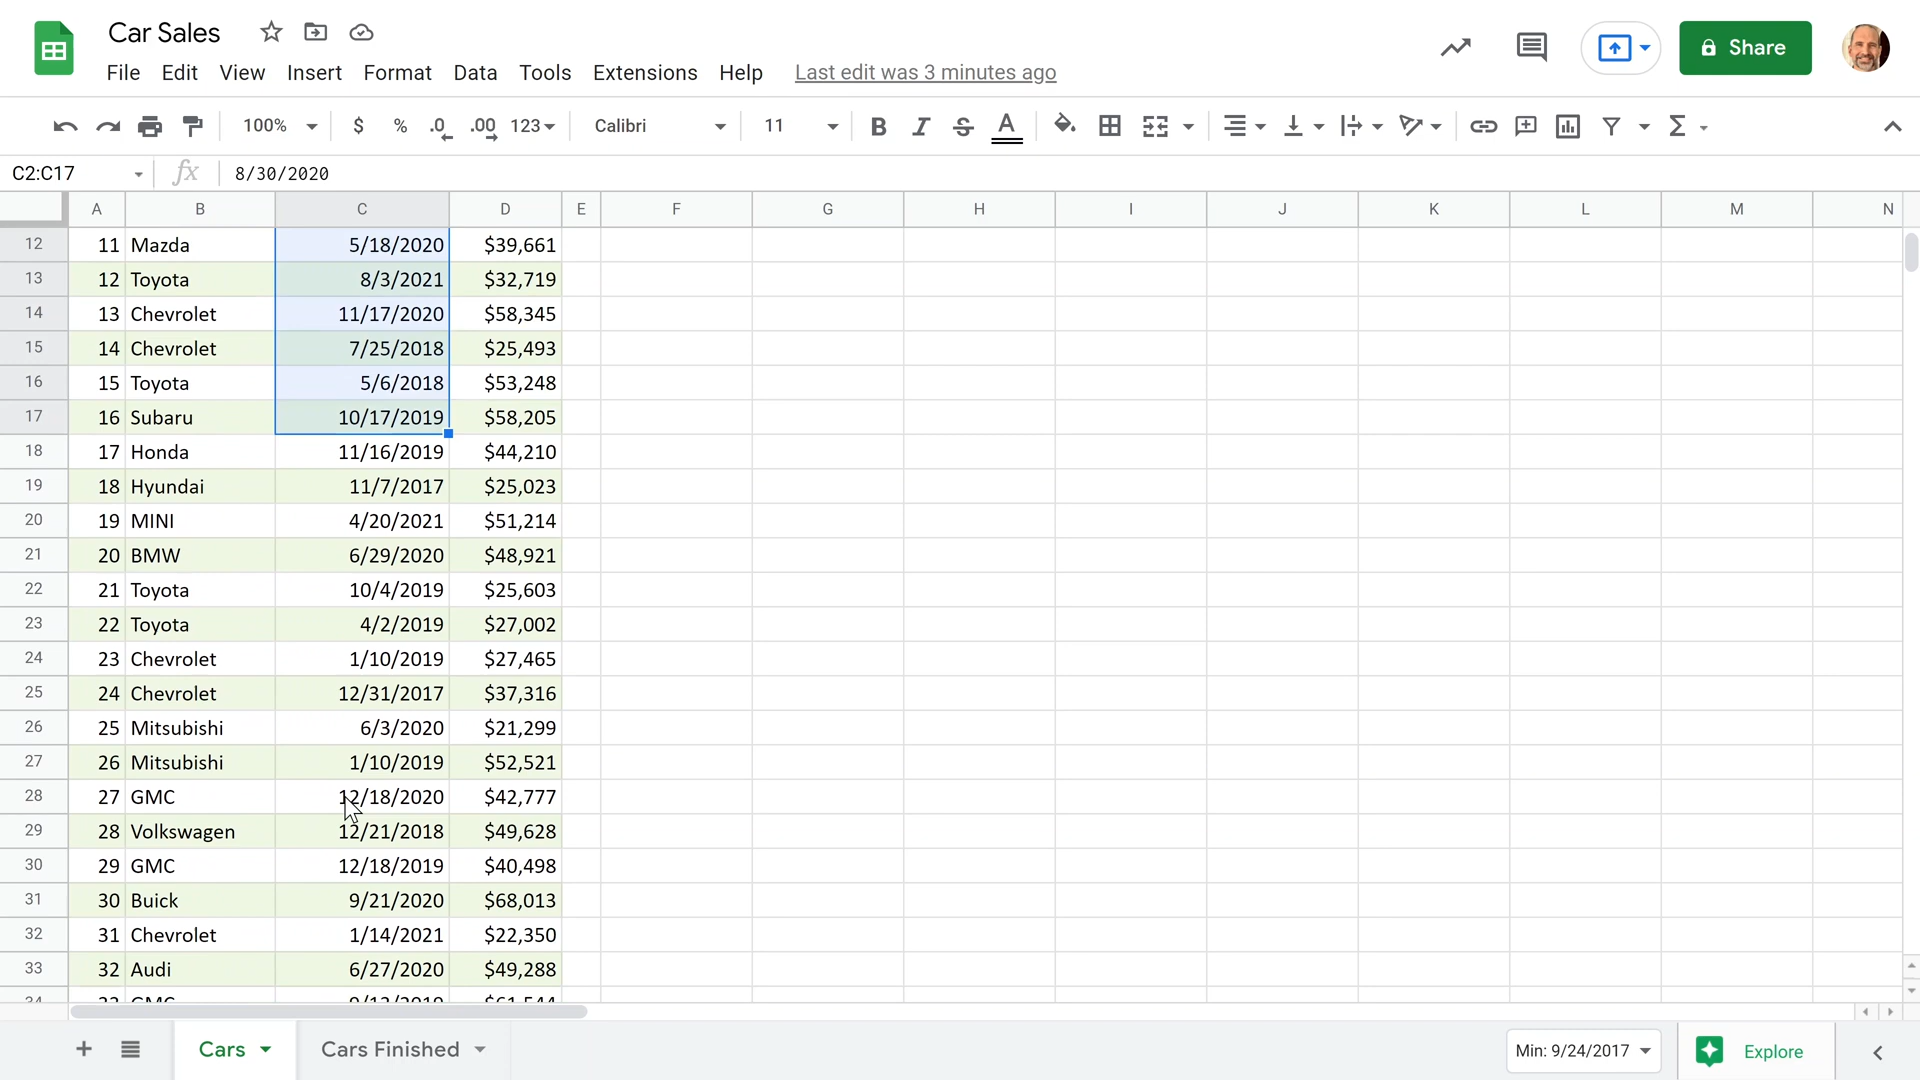 Car Sales
File Edit View Insert Format Data Tools Extensions Help Last edit was 3 minutes ago
Share
100% $ % .0 .00 123 Calibri 11 B I S A Σ
C2:C17 fx 8/30/2020
A B C D E F G H I J K L M N
12 11 Mazda 5/18/2020 $39,661
13 12 Toyota 8/3/2021 $32,719
14 13 Chevrolet 11/17/2020 $58,345
15 14 Chevrolet 7/25/2018 $25,493
16 15 Toyota 5/6/2018 $53,248
17 16 Subaru 10/17/2019 $58,205
18 17 Honda 11/16/2019 $44,210
19 18 Hyundai 11/7/2017 $25,023
20 19 MINI 4/20/2021 $51,214
21 20 BMW 6/29/2020 $48,921
22 21 Toyota 10/4/2019 $25,603
23 22 Toyota 4/2/2019 $27,002
24 23 Chevrolet 1/10/2019 $27,465
25 24 Chevrolet 12/31/2017 $37,316
26 25 Mitsubishi 6/3/2020 $21,299
27 26 Mitsubishi 1/10/2019 $52,521
28 27 GMC 12/18/2020 $42,777
29 28 Volkswagen 12/21/2018 $49,628
30 29 GMC 12/18/2019 $40,498
31 30 Buick 9/21/2020 $68,013
32 31 Chevrolet 1/14/2021 $22,350
33 32 Audi 6/27/2020 $49,288
34 33 GMC
Cars Cars Finished Min: 9/24/2017 Explore